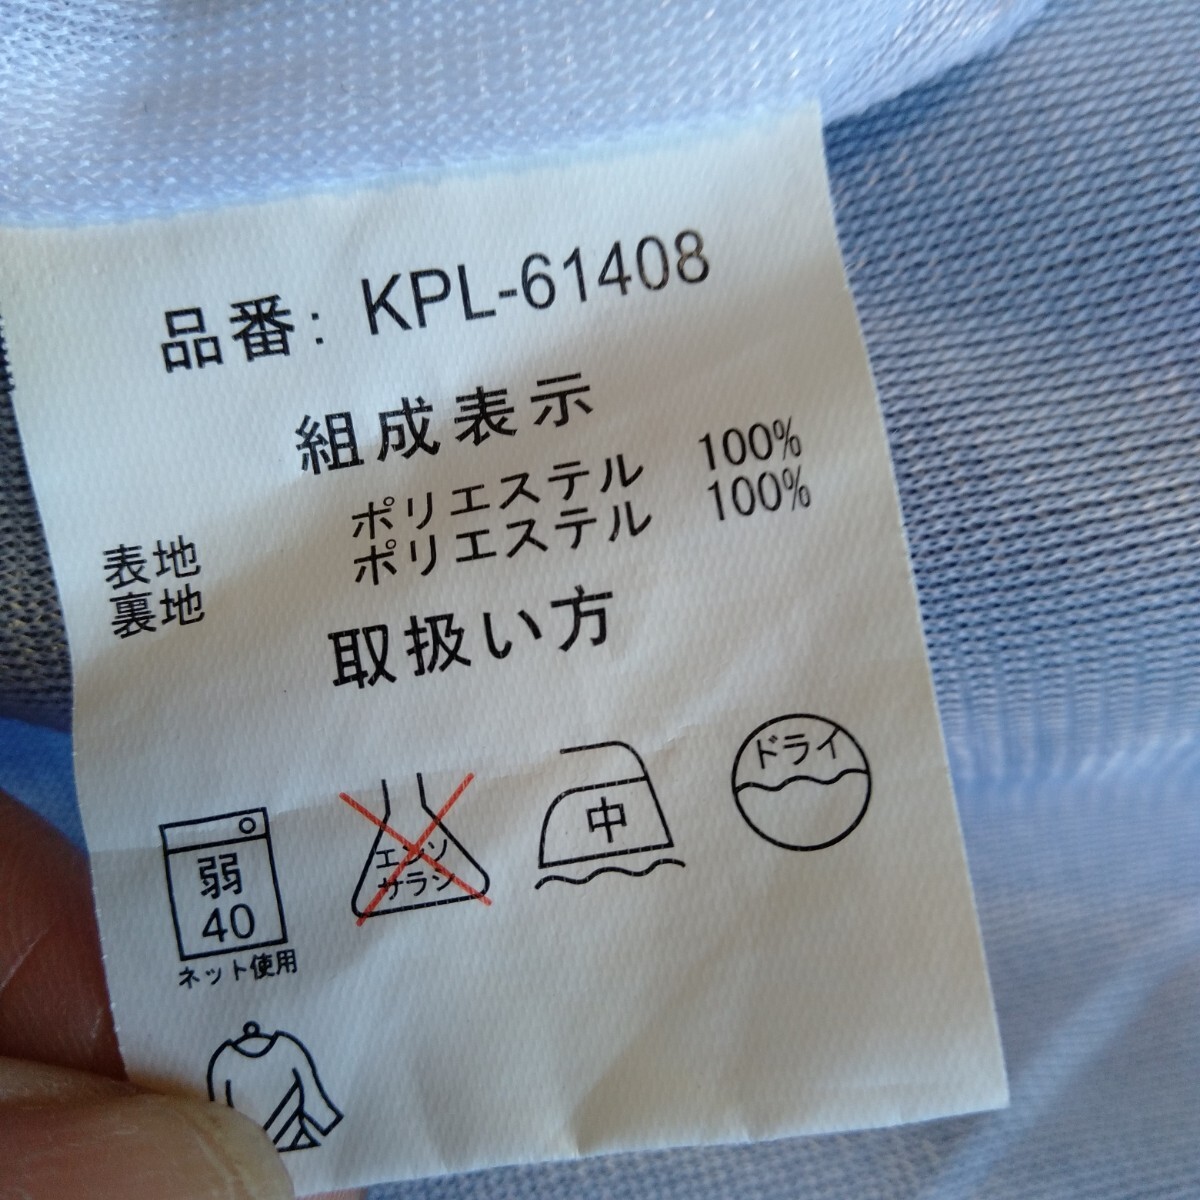 品番: KPL-61408
組成表示
表地 ポリエステル 100%
裏地 ポリエステル 100%
取扱い方
弱
40
ネット使用
エンソ
サラシ
中
ドライ